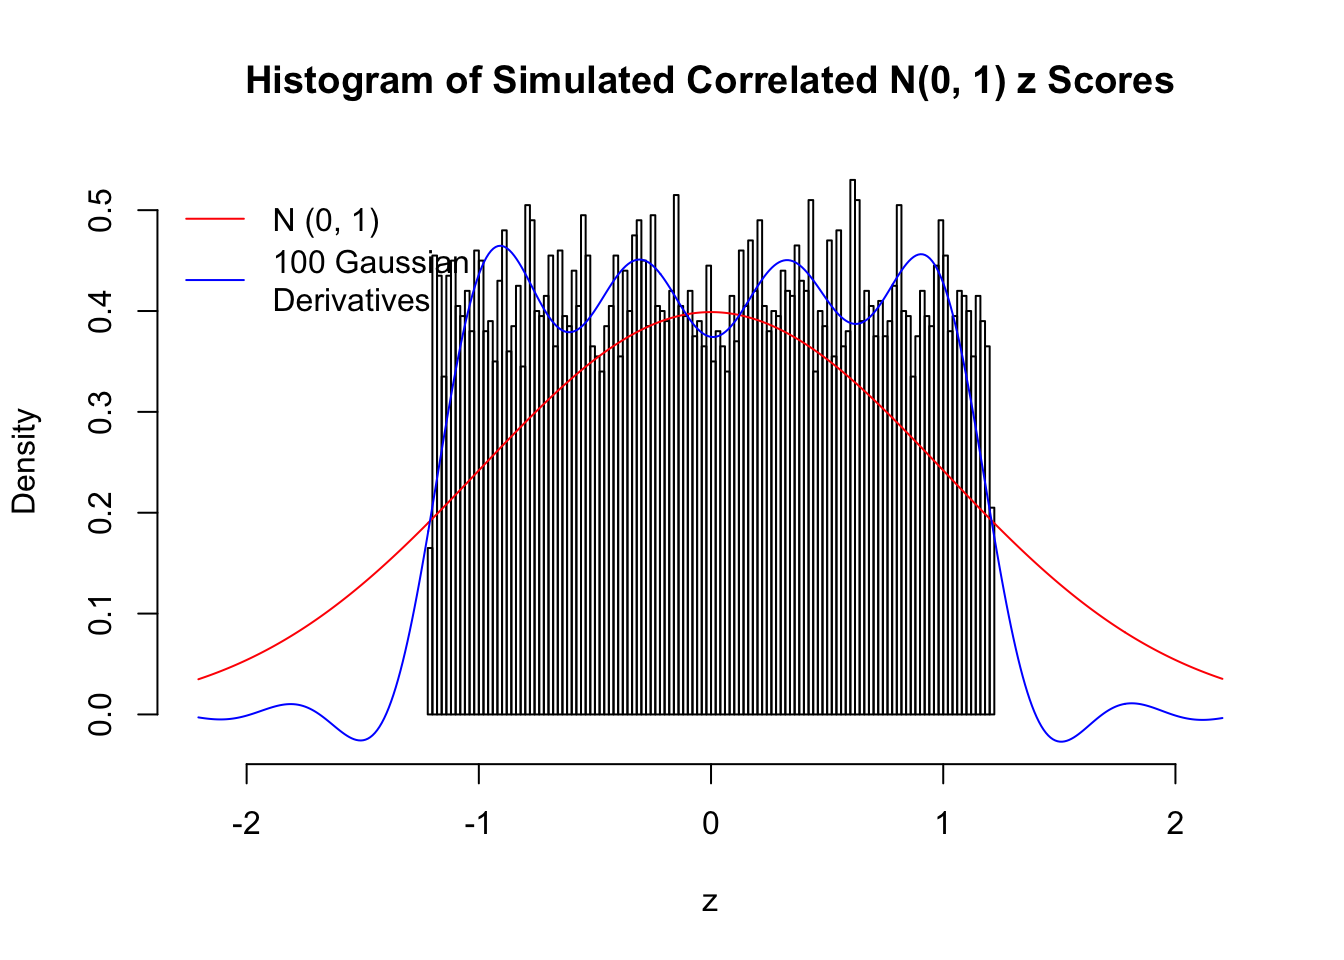 Histogram of Simulated Correlated N(0, 1) z Scores
N (0, 1)
100 Gaussian
Derivatives
Density
0.5
0.4
0.3
0.2
0.1
0.0
-2
-1
0
1
2
z